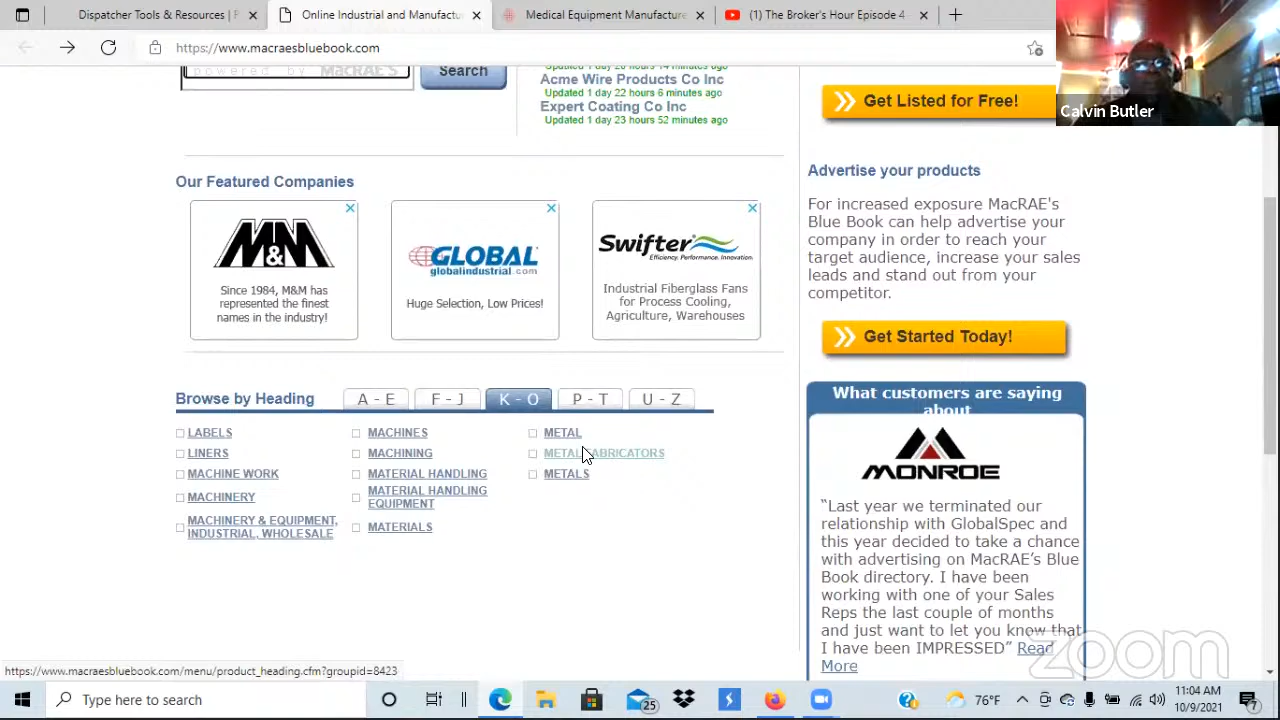 Dispatcher Tools & Resources |
Online Industrial Manufactur
Medical Equipment Manufacture
(1) The Broker's Hour Episode 4
https://www.macraesbluebook.com
powered by MacRAE'S
Search
Acme Wire Products Co Inc
Updated 1 day 22 hours 6 minutes ago
Expert Coating Co Inc
Updated 1 day 23 hours 52 minutes ago
Get Listed for Free!
Calvin Butler
Our Featured Companies
M&M
Since 1984, M&M has
represented the finest
names in the industry!
GLOBAL
globalindustrial.com
Huge Selection, Low Prices!
Swifter
Efficiency. Performance. Innovation.
Industrial Fiberglass Fans
for Process Cooling,
Agriculture, Warehouses
Advertise your products
For increased exposure MacRAE's
Blue Book can help advertise your
company in order to reach your
target audience, increase your sales
leads and stand out from your
competitor.
Get Started Today!
Browse by Heading
A - E
F - J
K - O
P - T
U - Z
LABELS
LINERS
MACHINE WORK
MACHINERY
MACHINERY & EQUIPMENT,
INDUSTRIAL, WHOLESALE
MACHINES
MACHINING
MATERIAL HANDLING
MATERIAL HANDLING
EQUIPMENT
MATERIALS
METAL
METAL FABRICATORS
METALS
What customers are saying
about
MONROE
“Last year we terminated our
relationship with GlobalSpec and
this year decided to take a chance
with advertising on MacRAE’s Blue
Book directory. I have been
working with one of your Sales
Reps the last couple of months
and just want to let you know that
I have been IMPRESSED” Read
More
zoom
https://www.macraesbluebook.com/menu/product_heading.cfm?groupid=8423
Type here to search
25
76°F
11:04 AM
10/9/2021
7